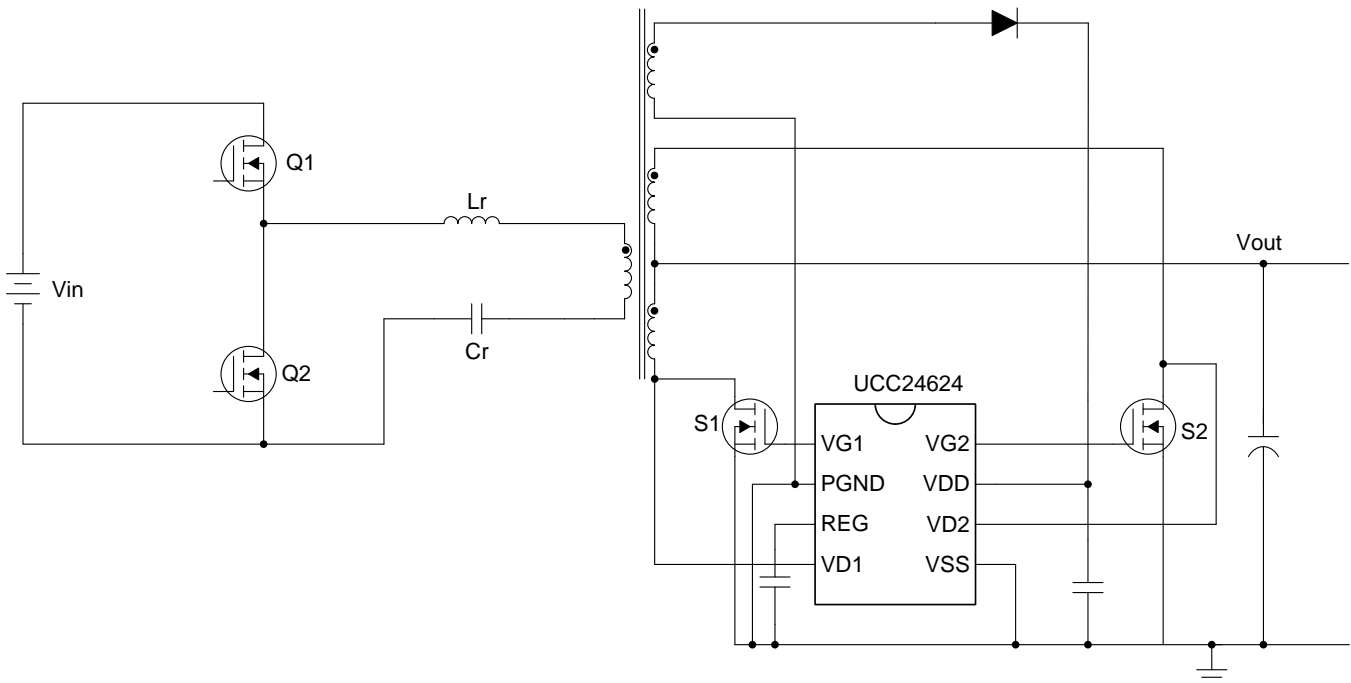 Q1
Lr
Vout
Vin
Cr
Q2
UCC24624
S1
S2
VG1 VG2
PGND VDD
REG VD2
VD1 VSS